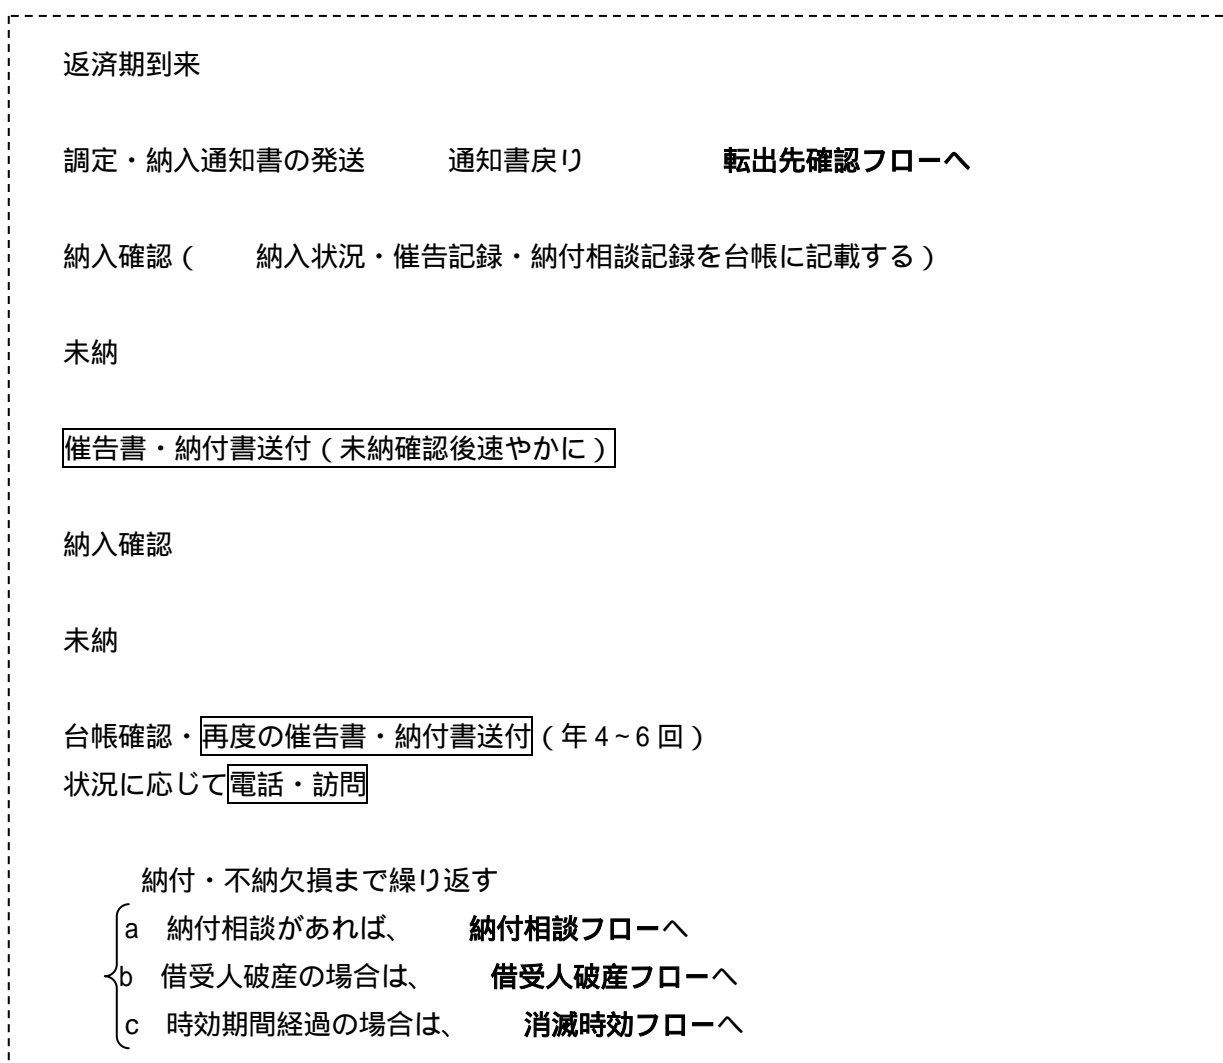 返済期到来
調定・納入通知書の発送　　　通知書戻り　　　　　転出先確認フローへ
納入確認（　　納入状況・催告記録・納付相談記録を台帳に記載する）
未納
催告書・納付書送付（未納確認後速やかに）
納入確認
未納
台帳確認・再度の催告書・納付書送付（年4~6回）
状況に応じて電話・訪問
納付・不納欠損まで繰り返す
a　納付相談があれば、　　納付相談フローへ
b　借受人破産の場合は、　　借受人破産フローへ
c　時効期間経過の場合は、　　消滅時効フローへ